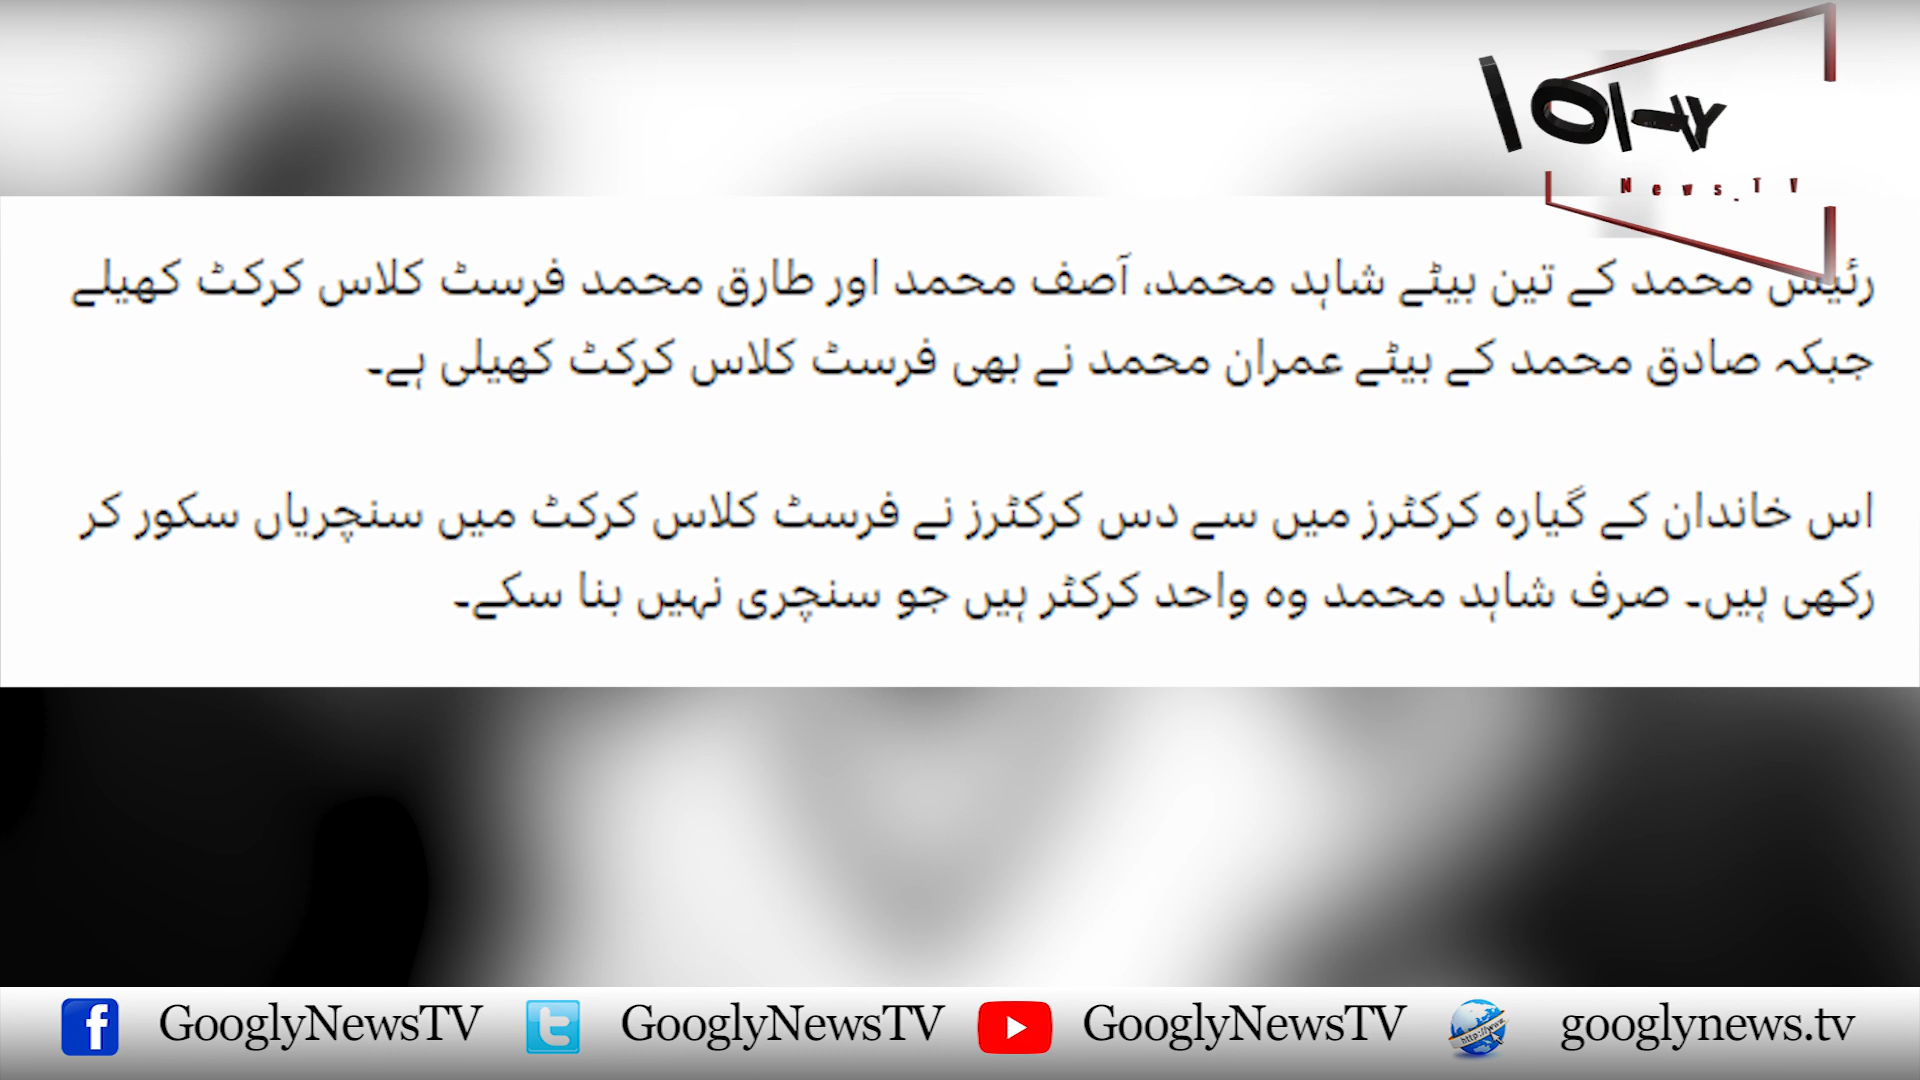 News.TV
رئیس محمد کے تین بیٹے شاہد محمد، آصف محمد اور طارق محمد فرسٹ کلاس کرکٹ کھیلے
جبکہ صادق محمد کے بیٹے عمران محمد نے بھی فرسٹ کلاس کرکٹ کھیلی ہے۔
اس خاندان کے گیارہ کرکٹرز میں سے دس کرکٹرز نے فرسٹ کلاس کرکٹ میں سنچریاں سکور کر
رکھی ہیں۔ صرف شاہد محمد وہ واحد کرکٹر ہیں جو سنچری نہیں بنا سکے۔
GooglyNewsTV GooglyNewsTV GooglyNewsTV googlynews.tv